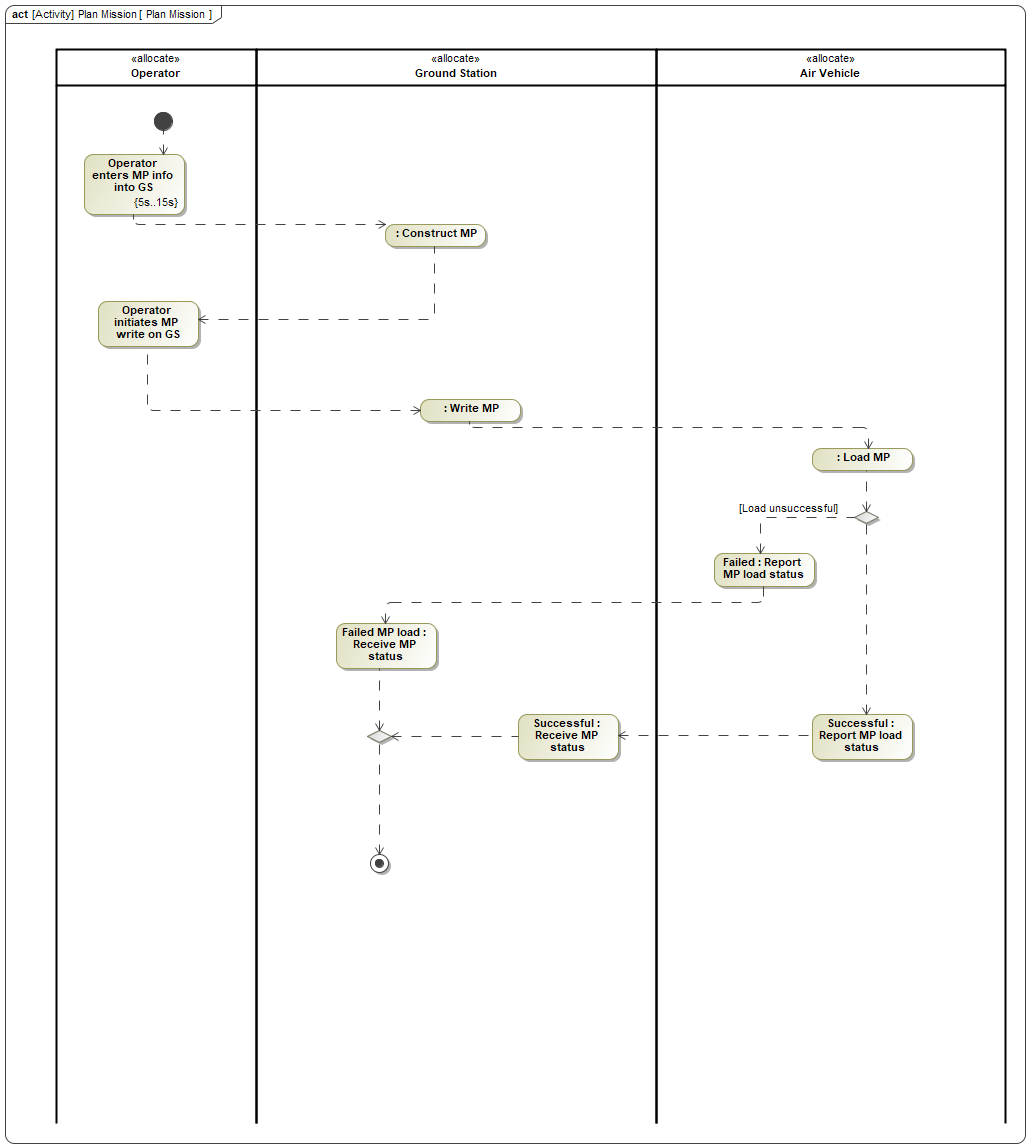 act [Activity] Plan Mission [ Plan Mission ]
«allocate»
Operator
«allocate»
Ground Station
«allocate»
Air Vehicle
Operator
enters MP info
into GS
{5s..15s}
: Construct MP
Operator
initiates MP
write on GS
: Write MP
: Load MP
[Load unsuccessful]
Failed : Report
MP load status
Failed MP load :
Receive MP
status
Successful :
Receive MP
status
Successful :
Report MP load
status